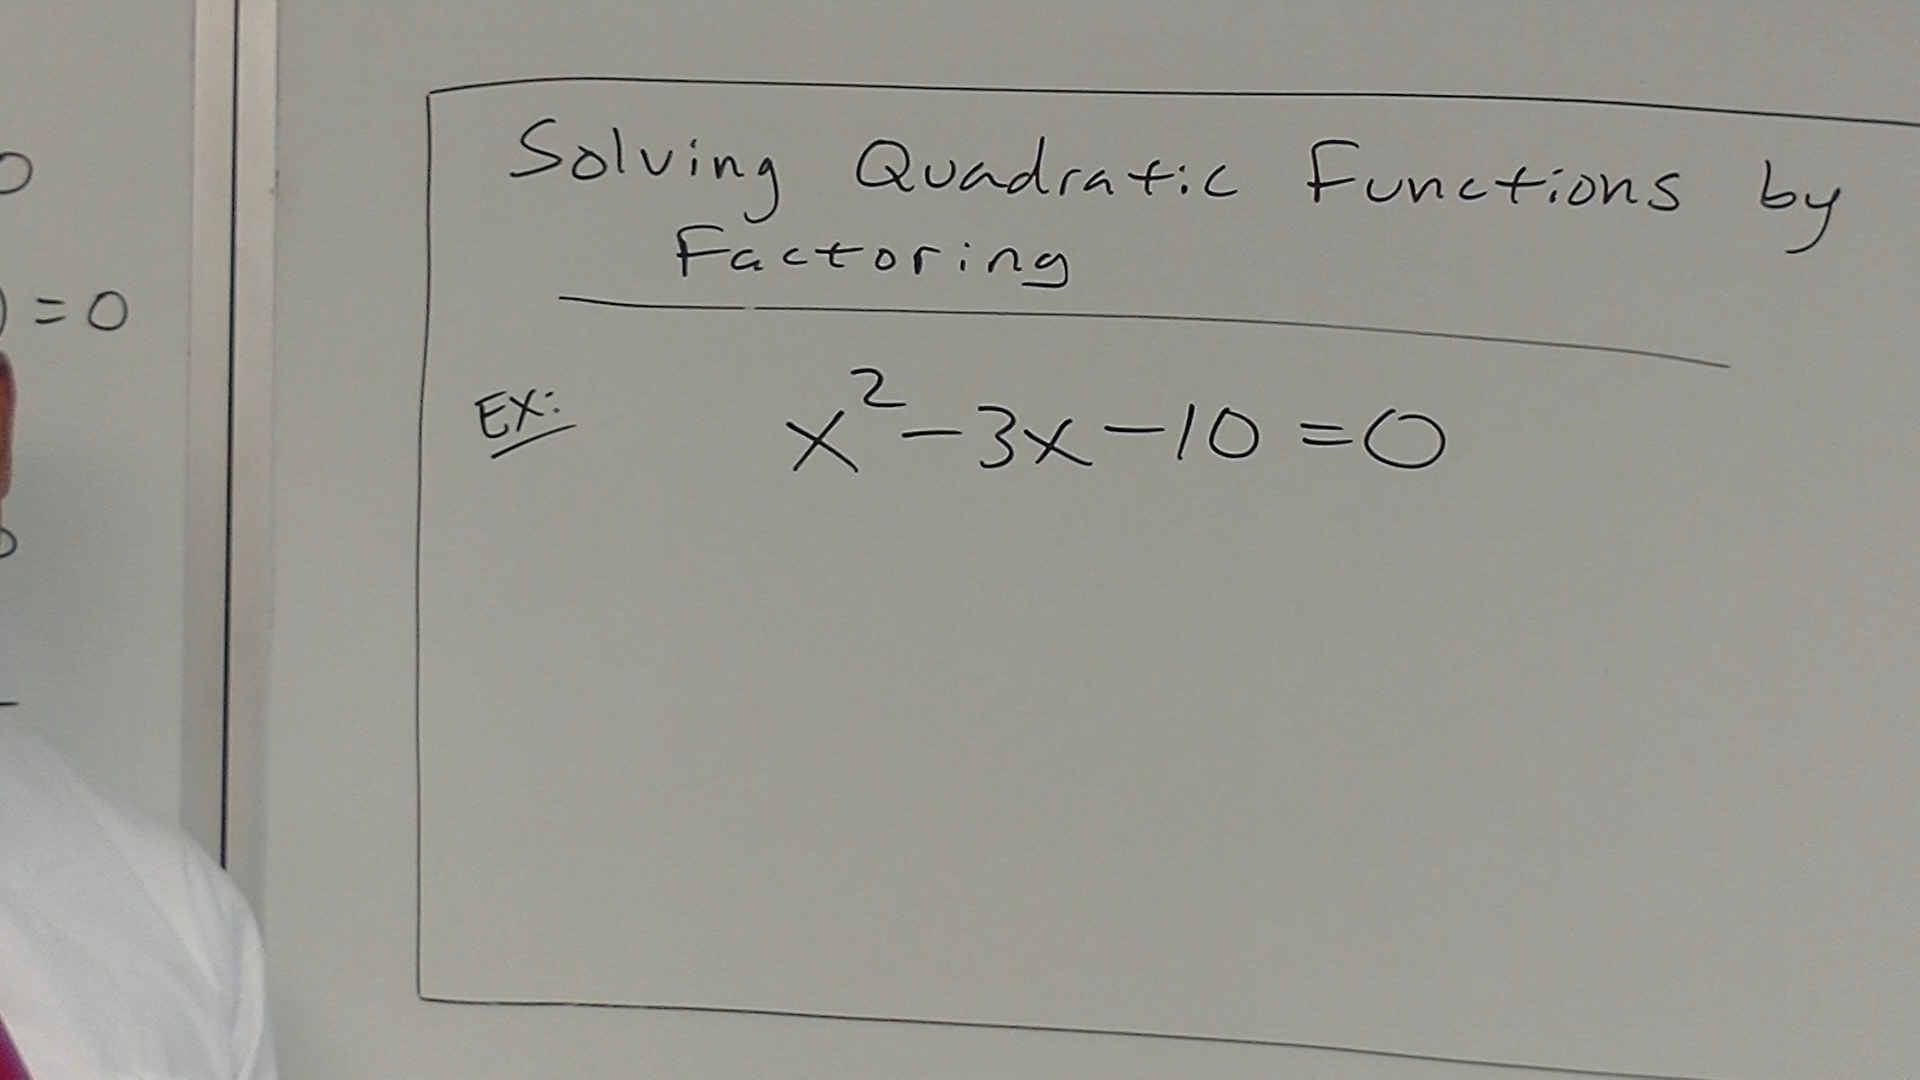 Solving Quadratic Functions by
Factoring
EX: x² - 3x - 10 = 0
) = 0